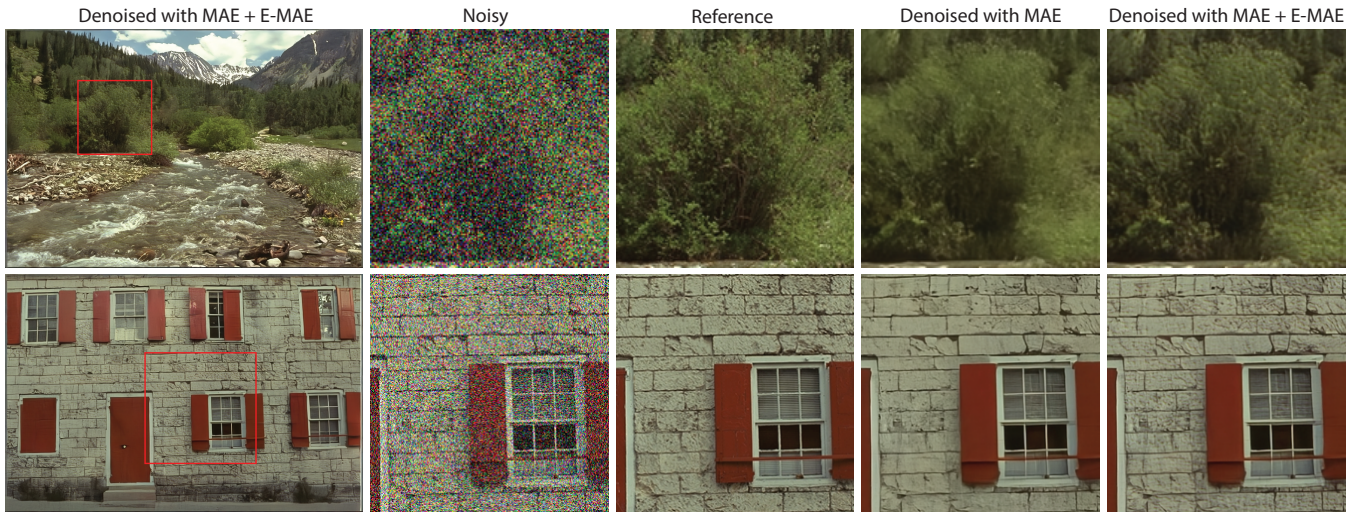 Denoised with MAE + E-MAE
Noisy
Reference
Denoised with MAE
Denoised with MAE + E-MAE